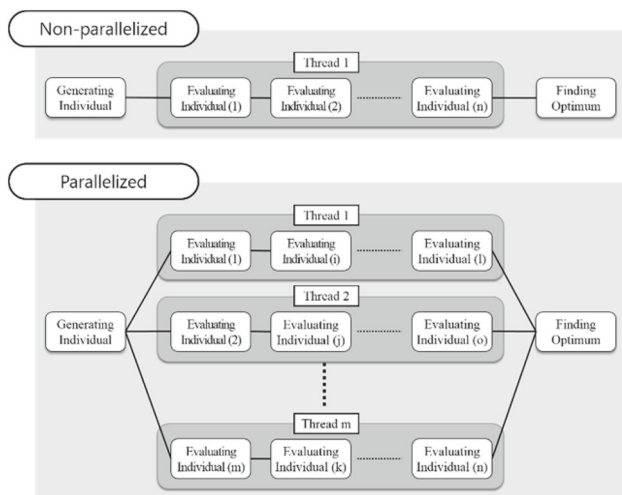 Non-parallelized
Thread 1
Generating
Individual
Evaluating
Individual (1)
Evaluating
Individual (2)
Evaluating
Individual (n)
Finding
Optimum
Parallelized
Thread 1
Evaluating
Individual (1)
Evaluating
Individual (i)
Evaluating
Individual (l)
Thread 2
Generating
Individual
Evaluating
Individual (2)
Evaluating
Individual (j)
Evaluating
Individual (o)
Finding
Optimum
Thread m
Evaluating
Individual (m)
Evaluating
Individual (k)
Evaluating
Individual (n)